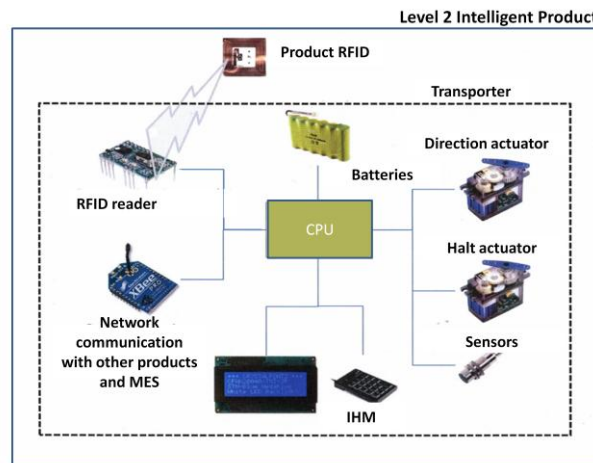 Level 2 Intelligent Product
Product RFID
Transporter
Direction actuator
Batteries
RFID reader
CPU
Halt actuator
XBee
Network
communication
with other products
and MES
Sensors
IHM